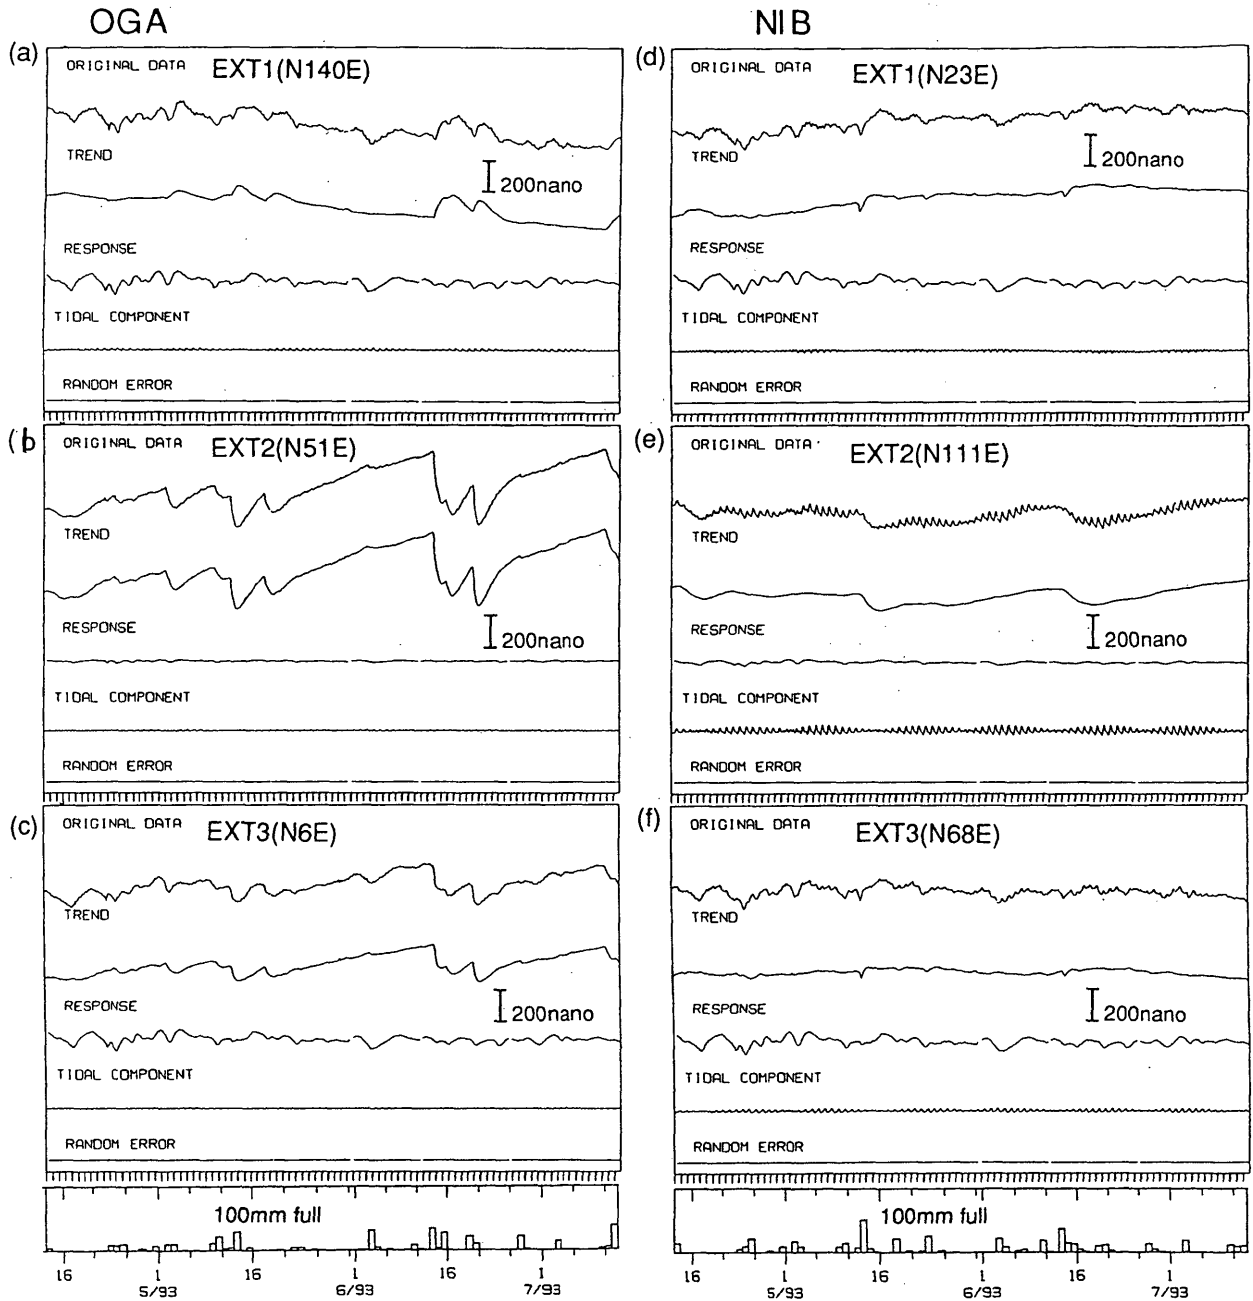 OGA
(a)
ORIGINAL DATA
EXT1(N140E)
TREND
200nano
RESPONSE
TIDAL COMPONENT
RANDOM ERROR
(b
ORIGINAL DATA
EXT2(N51E)
TREND
RESPONSE
200nano
TIDAL COMPONENT
RANDOM ERROR
(c)
ORIGINAL DATA
EXT3(N6E)
TREND
RESPONSE
200nano
TIDAL COMPONENT
RANDOM ERROR
100mm full
16 1 16 1 16 1
5/93 6/93 7/93
NIB
(d)
ORIGINAL DATA
EXT1(N23E)
TREND
200nano
RESPONSE
TIDAL COMPONENT
RANDOM ERROR
(e)
ORIGINAL DATA
EXT2(N111E)
TREND
RESPONSE
200nano
TIDAL COMPONENT
RANDOM ERROR
(f)
ORIGINAL DATA
EXT3(N68E)
TREND
RESPONSE
200nano
TIDAL COMPONENT
RANDOM ERROR
100mm full
16 1 16 1 16 1
5/93 6/93 7/93